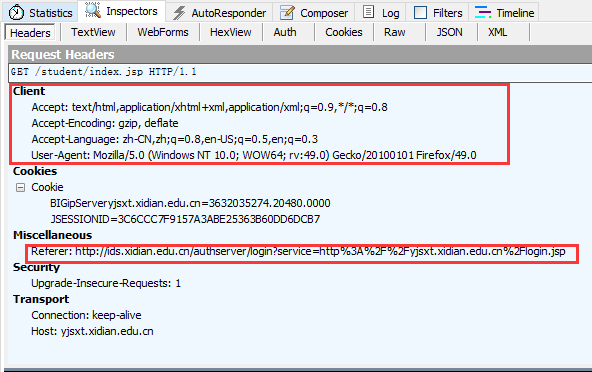 Statistics Inspectors AutoResponder Composer Log Filters Timeline
Headers TextView WebForms HexView Auth Cookies Raw JSON XML
Request Headers
GET /student/index.jsp HTTP/1.1
Client
Accept: text/html,application/xhtml+xml,application/xml;q=0.9,*/*;q=0.8
Accept-Encoding: gzip, deflate
Accept-Language: zh-CN,zh;q=0.8,en-US;q=0.5,en;q=0.3
User-Agent: Mozilla/5.0 (Windows NT 10.0; WOW64; rv:49.0) Gecko/20100101 Firefox/49.0
Cookies
Cookie
BIGipServeryjsxt.xidian.edu.cn=3632035274.20480.0000
JSESSIONID=3C6CCC7F9157A3ABE25363B60DD6DCB7
Miscellaneous
Referer: http://ids.xidian.edu.cn/authserver/login?service=http%3A%2F%2Fyjsxt.xidian.edu.cn%2Flogin.jsp
Security
Upgrade-Insecure-Requests: 1
Transport
Connection: keep-alive
Host: yjsxt.xidian.edu.cn